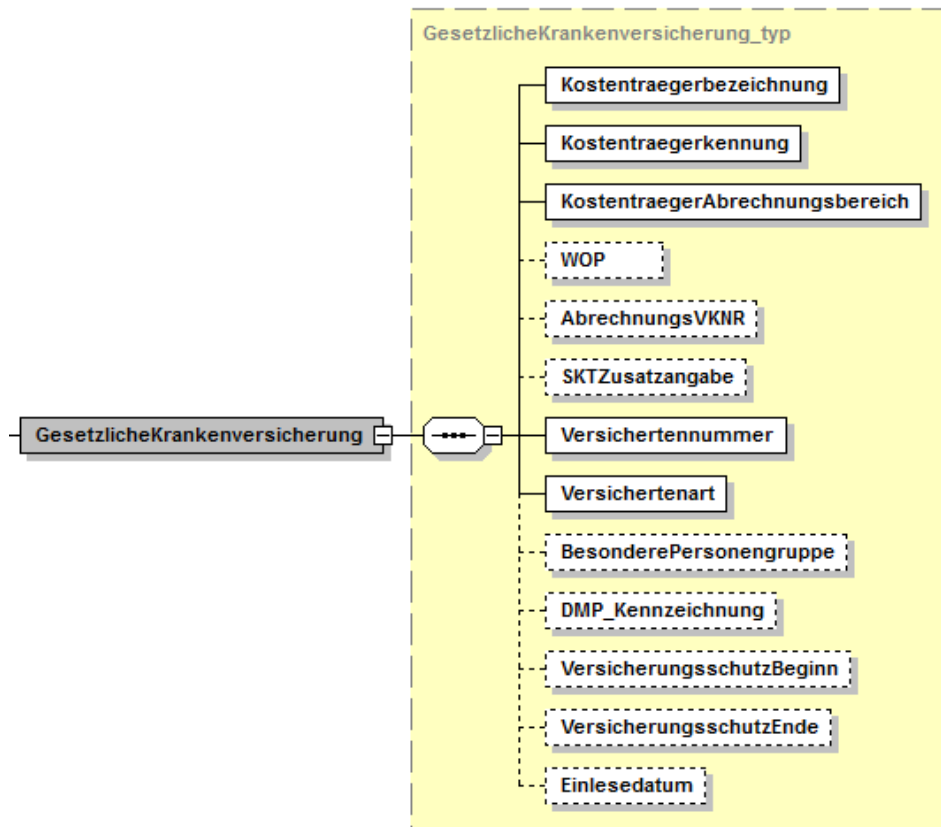 GesetzlicheKrankenversicherung_typ
Kostentraegerbezeichnung
Kostentraegerkennung
KostentraegerAbrechnungsbereich
WOP
AbrechnungsVKNR
SKTZusatzangabe
GesetzlicheKrankenversicherung
Versichertennummer
Versichertenart
BesonderePersonengruppe
DMP_Kennzeichnung
VersicherungsschutzBeginn
VersicherungsschutzEnde
Einlesedatum